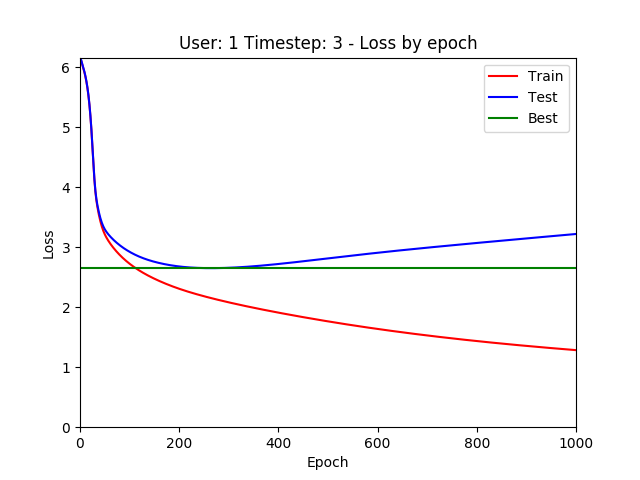 User: 1 Timestep: 3 - Loss by epoch
Train
Test
Best
6
5
4
3
2
1
0
Loss
0 200 400 600 800 1000
Epoch